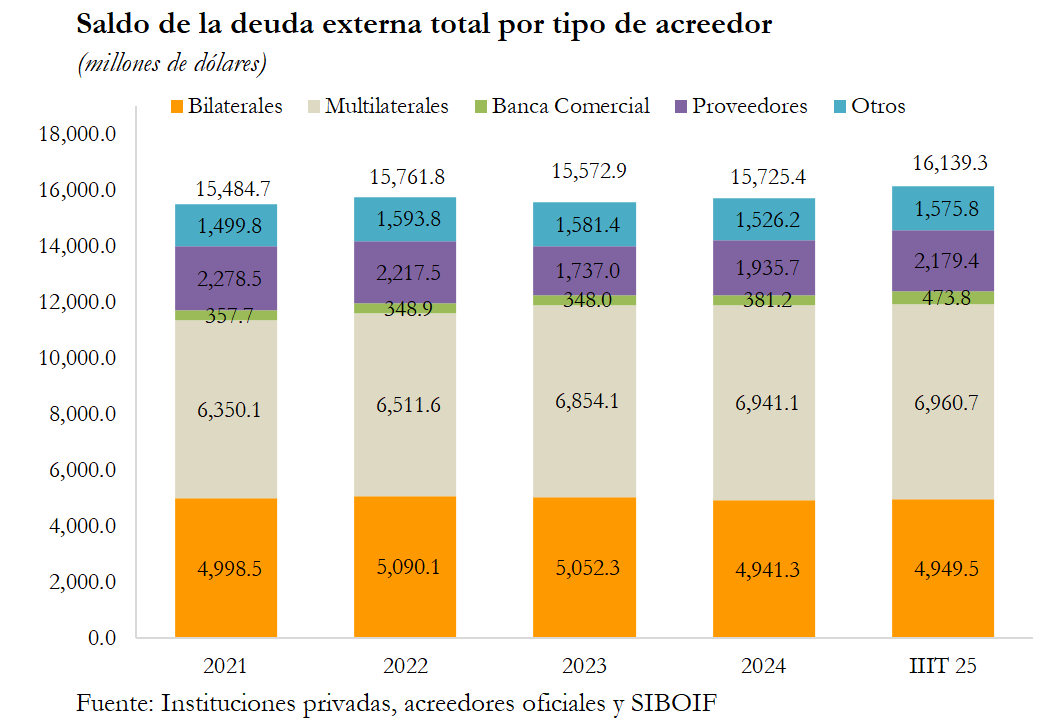 Saldo de la deuda externa total por tipo de acreedor
(millones de dólares)
Bilaterales Multilaterales Banca Comercial Proveedores Otros
18,000.0
16,000.0
14,000.0
12,000.0
10,000.0
8,000.0
6,000.0
4,000.0
2,000.0
0.0
15,484.7 15,761.8 15,572.9 15,725.4 16,139.3
1,499.8 1,593.8 1,581.4 1,526.2 1,575.8
2,278.5 2,217.5 1,737.0 1,935.7 2,179.4
357.7 348.9 348.0 381.2 473.8
6,350.1 6,511.6 6,854.1 6,941.1 6,960.7
4,998.5 5,090.1 5,052.3 4,941.3 4,949.5
2021 2022 2023 2024 IIIT 25
Fuente: Instituciones privadas, acreedores oficiales y SIBOIF